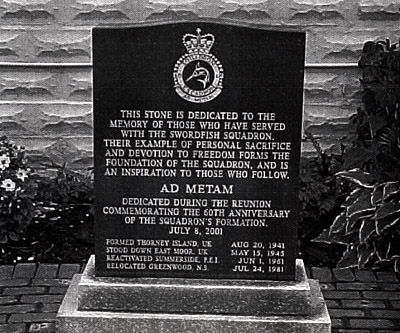 THIS STONE IS DEDICATED TO THE
MEMORY OF THOSE WHO HAVE SERVED
WITH THE SWORDFISH SQUADRON.
THEIR EXAMPLE OF PERSONAL SACRIFICE
AND DEVOTION TO FREEDOM FORMS THE
FOUNDATION OF THE SQUADRON, AND IS
AN INSPIRATION TO THOSE WHO FOLLOW.
AD METAM
DEDICATED DURING THE REUNION
COMMEMORATING THE 60TH ANNIVERSARY
OF THE SQUADRON'S FORMATION.
JULY 8, 2001
FORMED THORNEY ISLAND, UK AUG 20, 1941
STOOD DOWN EAST MOOR, UK MAY 15, 1945
REACTIVATED SUMMERSIDE, P.E.I. JUN 1, 1961
RELOCATED GREENWOOD, N.S. JUL 24, 1981